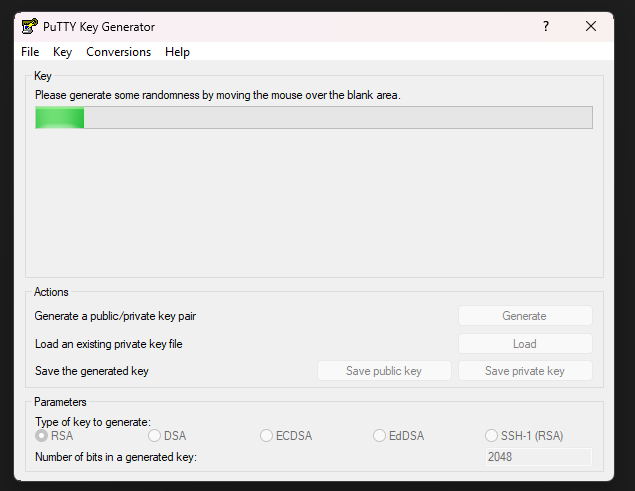 PuTTY Key Generator ?
File Key Conversions Help
Key
Please generate some randomness by moving the mouse over the blank area.
Actions
Generate a public/private key pair Generate
Load an existing private key file Load
Save the generated key Save public key Save private key
Parameters
Type of key to generate:
RSA DSA ECDSA EdDSA SSH-1 (RSA)
Number of bits in a generated key: 2048